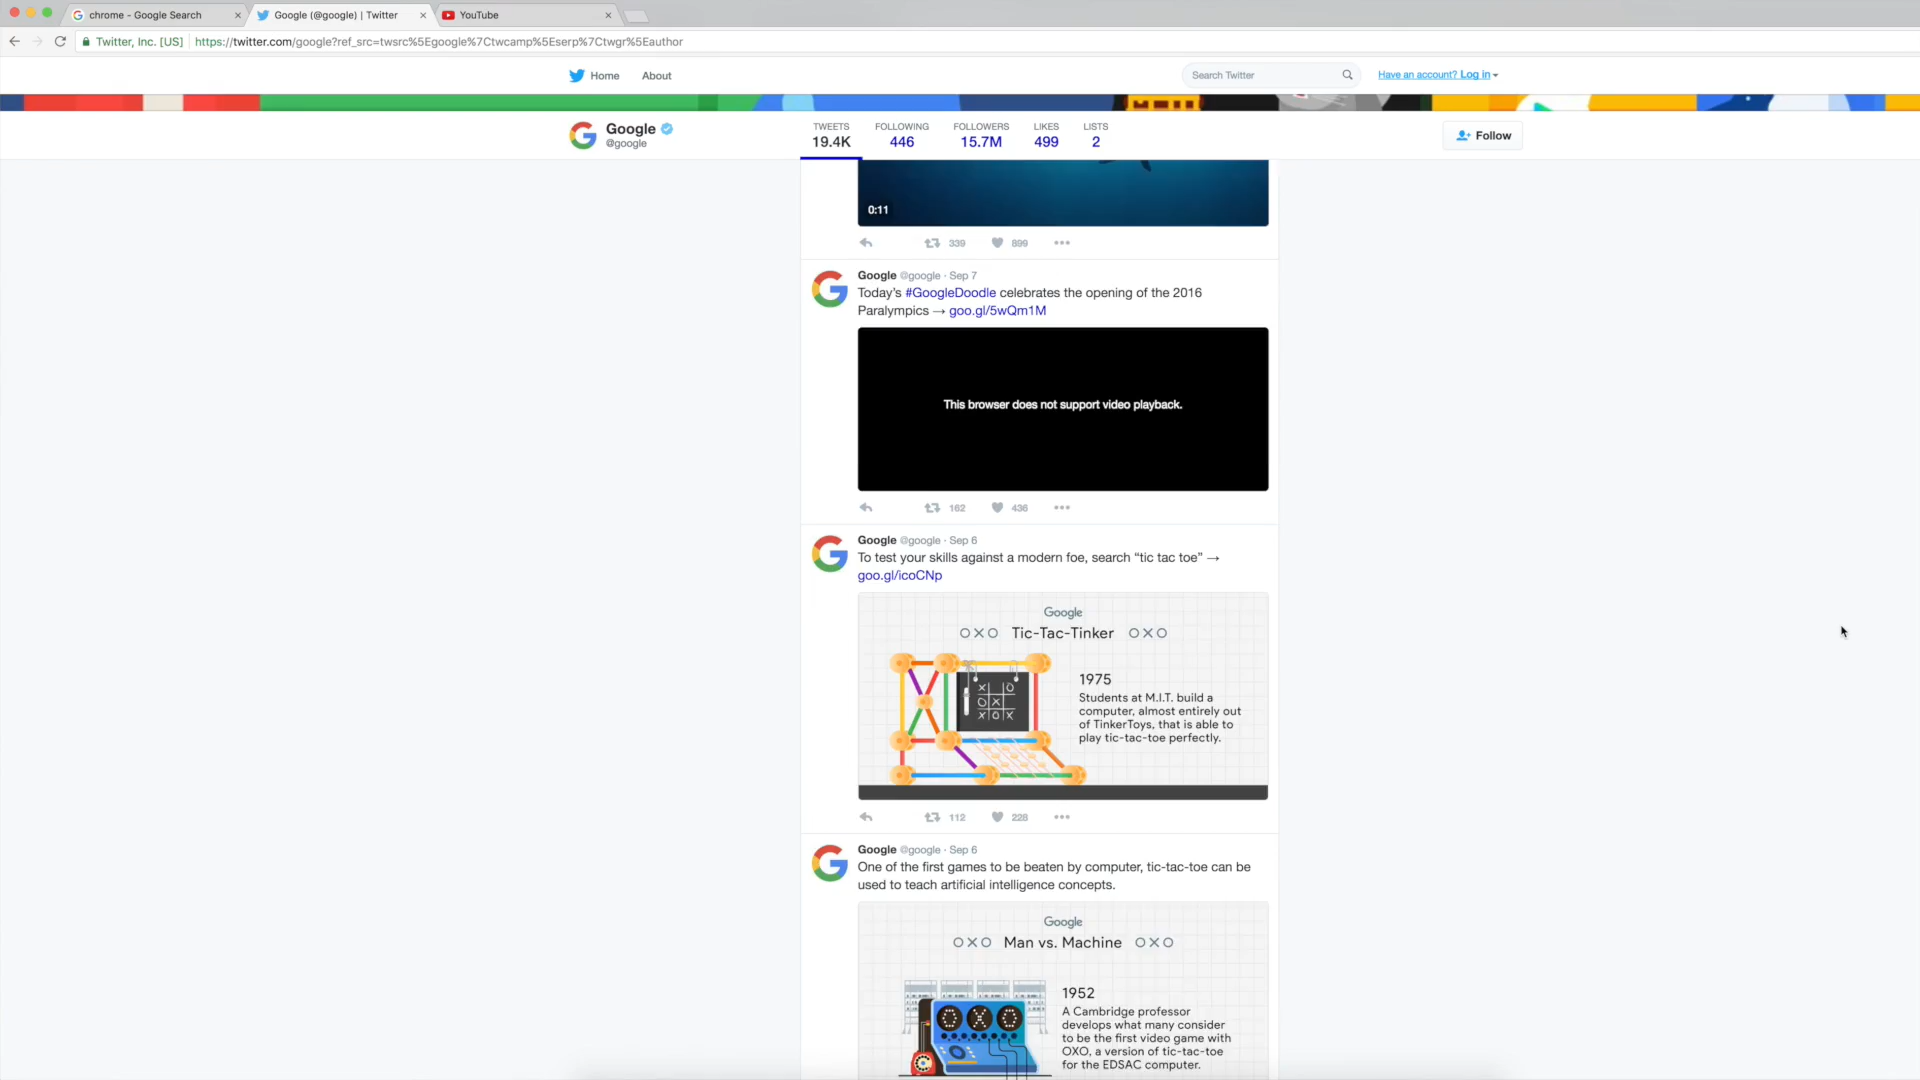 chrome - Google Search
Google (@google) | Twitter
YouTube
Twitter, Inc. [US]
https://twitter.com/google?ref_src=twsrc%5Egoogle%7Ctwcamp%5Eserp%7Ctwgr%5Eauthor
Home
About
Search Twitter
Have an account? Log in
Google
@google
TWEETS
19.4K
FOLLOWING
446
FOLLOWERS
15.7M
LIKES
499
LISTS
2
Follow
0:11
339
899
Google @google · Sep 7
Today's #GoogleDoodle celebrates the opening of the 2016
Paralympics → goo.gl/5wQm1M
This browser does not support video playback.
162
436
Google @google · Sep 6
To test your skills against a modern foe, search “tic tac toe” →
goo.gl/icoCNp
Google
OXO Tic-Tac-Tinker OXO
X O
O X
X O X
1975
Students at M.I.T. build a
computer, almost entirely out
of TinkerToys, that is able to
play tic-tac-toe perfectly.
112
228
Google @google · Sep 6
One of the first games to be beaten by computer, tic-tac-toe can be
used to teach artificial intelligence concepts.
Google
OXO Man vs. Machine OXO
O X O
1952
A Cambridge professor
develops what many consider
to be the first video game with
OXO, a version of tic-tac-toe
for the EDSAC computer.